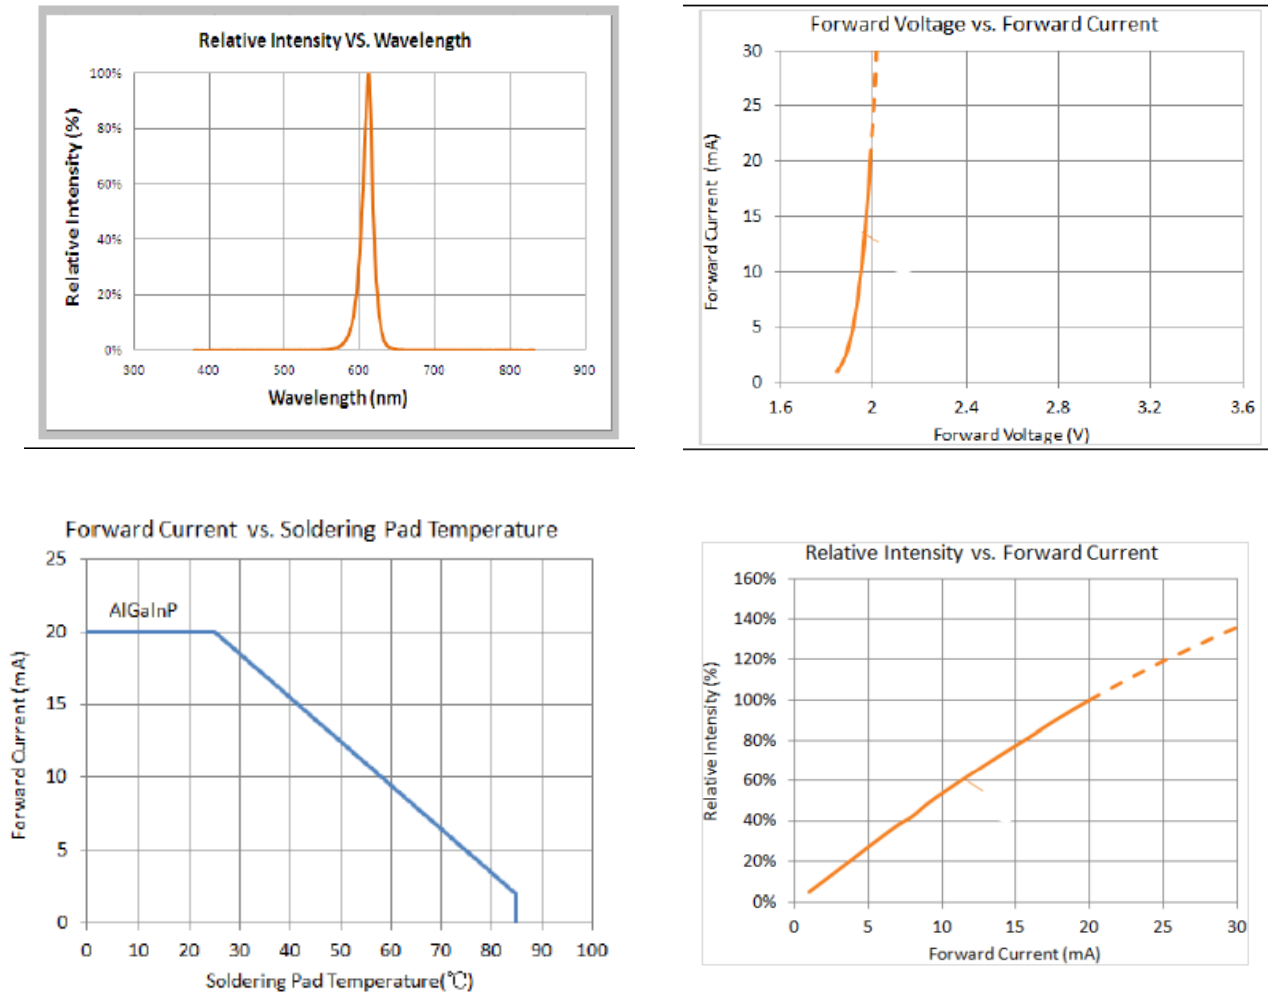 Relative Intensity VS. Wavelength
Relative Intensity (%)
100%
80%
60%
40%
20%
0%
300 400 500 600 700 800 900
Wavelength (nm)
Forward Voltage vs. Forward Current
Forward Current (mA)
30
25
20
15
10
5
0
1.6 2 2.4 2.8 3.2 3.6
Forward Voltage (V)
Forward Current vs. Soldering Pad Temperature
Forward Current (mA)
25
AlGaInP
20
15
10
5
0
0 10 20 30 40 50 60 70 80 90 100
Soldering Pad Temperature(℃)
Relative Intensity vs. Forward Current
Relative Intensity (%)
160%
140%
120%
100%
80%
60%
40%
20%
0%
0 5 10 15 20 25 30
Forward Current (mA)